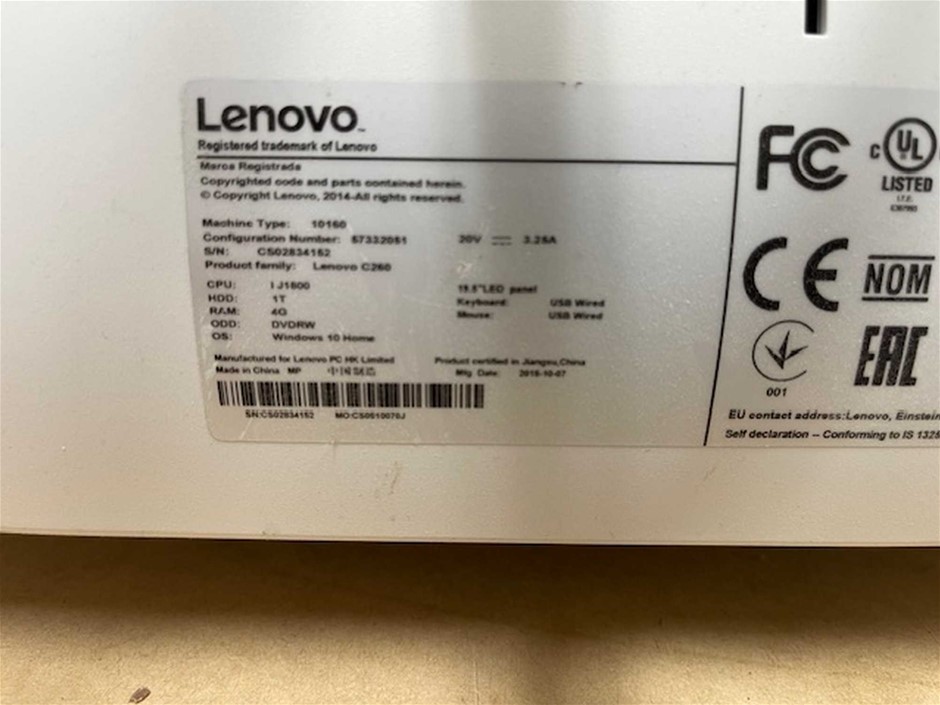 Lenovo
Registered trademark of Lenovo
Marca Registrada
Copyrighted code and parts contained herein.
© Copyright Lenovo, 2014-All rights reserved.
Machine Type: 10160
Configuration Number: 57332051
20V 3.25A
S/N: CS02834152
Product family: Lenovo C260
CPU: I J1800
HDD: 1T
RAM: 4G
ODD: DVDRW
OS: Windows 10 Home
19.5"LED panel
Keyboard: USB Wired
Mouse: USB Wired
Manufactured for Lenovo PC HK Limited
Made in China MP
Product certified in Jiangsu,China
Mfg Date: 2015-10-07
SN:CS02834152 MO:CS0510070J
FC
C UL
LISTED
I.T.E.
CE
NOM
001
EAC
EU contact address:Lenovo, Einstein
Self declaration – Conforming to IS 1325